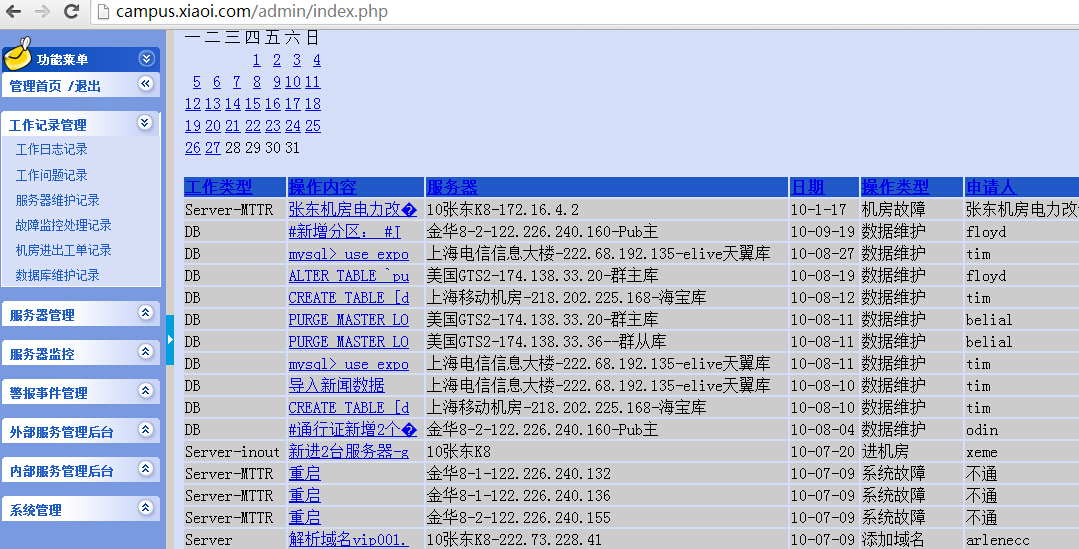 campus.xiaoi.com/admin/index.php
功能菜单
管理首页 /退出
工作记录管理
工作日志记录
工作问题记录
服务器维护记录
故障监控处理记录
机房进出工单记录
数据库维护记录
服务器管理
服务器监控
警报事件管理
外部服务管理后台
内部服务管理后台
系统管理
一 二 三 四 五 六 日
1 2 3 4
5 6 7 8 9 10 11
12 13 14 15 16 17 18
19 20 21 22 23 24 25
26 27 28 29 30 31
工作类型 操作内容 服务器 日期 操作类型 申请人
Server-MTTR 张东机房电力改� 10张东K8-172.16.4.2 10-1-17 机房故障 张东机房电力改
DB #新增分区： #I 金华8-2-122.226.240.160-Pub主 10-09-19 数据维护 floyd
DB mysql> use expo 上海电信信息大楼-222.68.192.135-elive天翼库 10-08-27 数据维护 tim
DB ALTER TABLE `pu 美国GTS2-174.138.33.20-群主库 10-08-19 数据维护 floyd
DB CREATE TABLE [d 上海移动机房-218.202.225.168-海宝库 10-08-12 数据维护 tim
DB PURGE MASTER LO 美国GTS2-174.138.33.20-群主库 10-08-11 数据维护 belial
DB PURGE MASTER LO 美国GTS2-174.138.33.36--群从库 10-08-11 数据维护 belial
DB mysql> use expo 上海电信信息大楼-222.68.192.135-elive天翼库 10-08-11 数据维护 tim
DB 导入新闻数据 上海电信信息大楼-222.68.192.135-elive天翼库 10-08-10 数据维护 tim
DB CREATE TABLE [d 上海移动机房-218.202.225.168-海宝库 10-08-10 数据维护 tim
DB #通行证新增2个� 金华8-2-122.226.240.160-Pub主 10-08-04 数据维护 odin
Server-inout 新进2台服务器-g 10张东K8 10-07-20 进机房 xeme
Server-MTTR 重启 金华8-1-122.226.240.132 10-07-09 系统故障 不通
Server-MTTR 重启 金华8-1-122.226.240.136 10-07-09 系统故障 不通
Server-MTTR 重启 金华8-2-122.226.240.155 10-07-09 系统故障 不通
Server 解析域名vip001. 10张东K8-222.73.228.41 10-07-09 添加域名 arlenecc